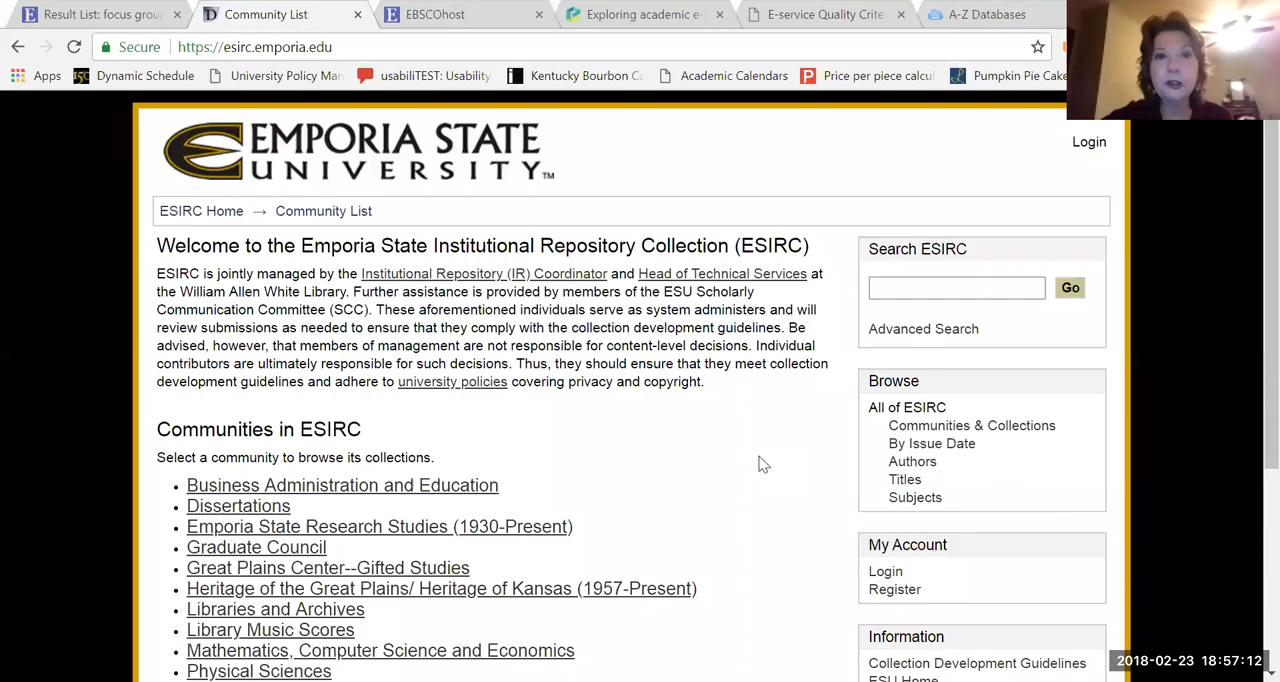 Result List: focus grou
Community List
EBSCOhost
Exploring academic e-l
E-service Quality Crite
A-Z Databases
Secure
https://esirc.emporia.edu
Apps
Dynamic Schedule
University Policy Man
usabiliTEST: Usability
Kentucky Bourbon Ca
Academic Calendars
Price per piece calcul
Pumpkin Pie Cake
EMPORIA STATE
UNIVERSITY™
Login
ESIRC Home → Community List
Welcome to the Emporia State Institutional Repository Collection (ESIRC)
ESIRC is jointly managed by the Institutional Repository (IR) Coordinator and Head of Technical Services at
the William Allen White Library. Further assistance is provided by members of the ESU Scholarly
Communication Committee (SCC). These aforementioned individuals serve as system administers and will
review submissions as needed to ensure that they comply with the collection development guidelines. Be
advised, however, that members of management are not responsible for content-level decisions. Individual
contributors are ultimately responsible for such decisions. Thus, they should ensure that they meet collection
development guidelines and adhere to university policies covering privacy and copyright.
Communities in ESIRC
Select a community to browse its collections.
Business Administration and Education
Dissertations
Emporia State Research Studies (1930-Present)
Graduate Council
Great Plains Center--Gifted Studies
Heritage of the Great Plains/ Heritage of Kansas (1957-Present)
Libraries and Archives
Library Music Scores
Mathematics, Computer Science and Economics
Physical Sciences
Search ESIRC
Go
Advanced Search
Browse
All of ESIRC
Communities & Collections
By Issue Date
Authors
Titles
Subjects
My Account
Login
Register
Information
Collection Development Guidelines
ESU Home
2018-02-23 18:57:12